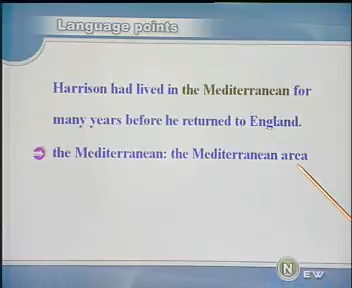 Language points
Harrison had lived in the Mediterranean for
many years before he returned to England.
the Mediterranean: the Mediterranean area
N EW